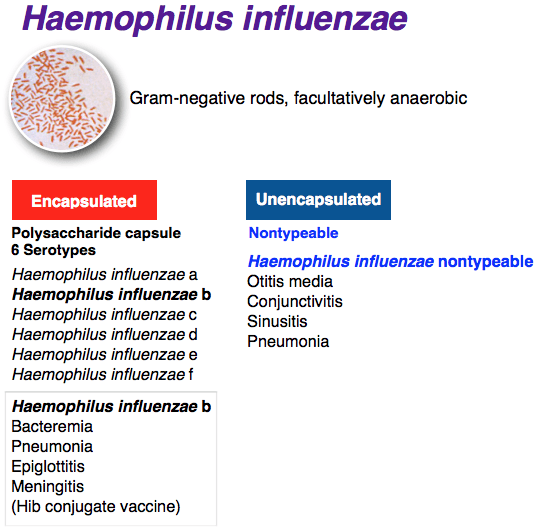 Haemophilus influenzae
Gram-negative rods, facultatively anaerobic
Encapsulated
Polysaccharide capsule
6 Serotypes
Haemophilus influenzae a
Haemophilus influenzae b
Haemophilus influenzae c
Haemophilus influenzae d
Haemophilus influenzae e
Haemophilus influenzae f
Haemophilus influenzae b
Bacteremia
Pneumonia
Epiglottitis
Meningitis
(Hib conjugate vaccine)
Unencapsulated
Nontypeable
Haemophilus influenzae nontypeable
Otitis media
Conjunctivitis
Sinusitis
Pneumonia